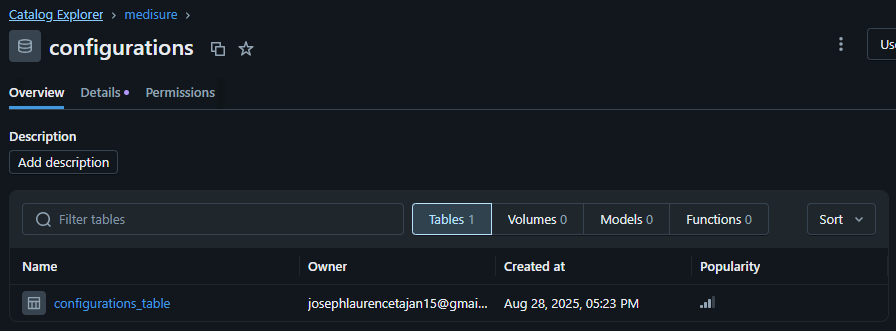 Catalog Explorer > medisure >
configurations
Use
Overview Details Permissions
Description
Add description
Filter tables Tables 1 Volumes 0 Models 0 Functions 0 Sort
Name Owner Created at Popularity
configurations_table josephlaurencetajan15@gmai... Aug 28, 2025, 05:23 PM